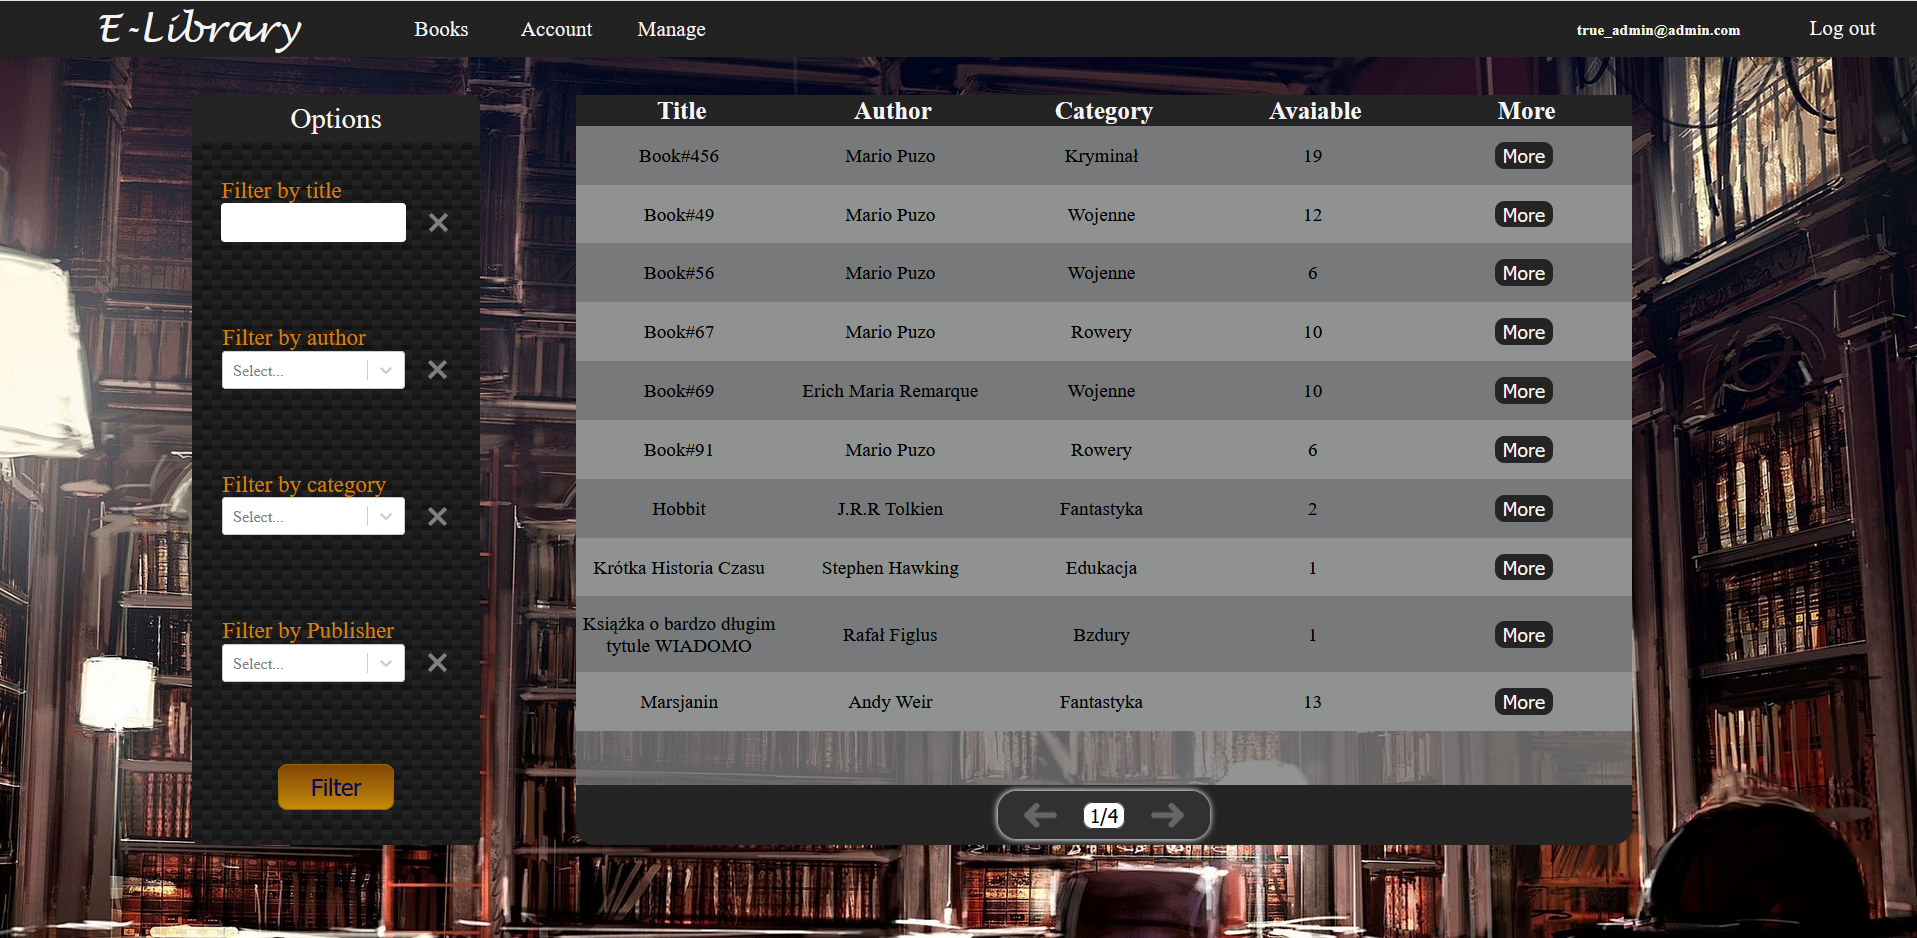 E-Library
Books
Account
Manage
true_admin@admin.com
Log out
Options
Filter by title
Filter by author
Select...
Filter by category
Select...
Filter by Publisher
Select...
Filter
Title Author Category Avaiable More
Book#456 Mario Puzo Kryminał 19 More
Book#49 Mario Puzo Wojenne 12 More
Book#56 Mario Puzo Wojenne 6 More
Book#67 Mario Puzo Rowery 10 More
Book#69 Erich Maria Remarque Wojenne 10 More
Book#91 Mario Puzo Rowery 6 More
Hobbit J.R.R Tolkien Fantastyka 2 More
Krótka Historia Czasu Stephen Hawking Edukacja 1 More
Książka o bardzo długim
tytule WIADOMO Rafał Figlus Bzdury 1 More
Marsjanin Andy Weir Fantastyka 13 More
1/4